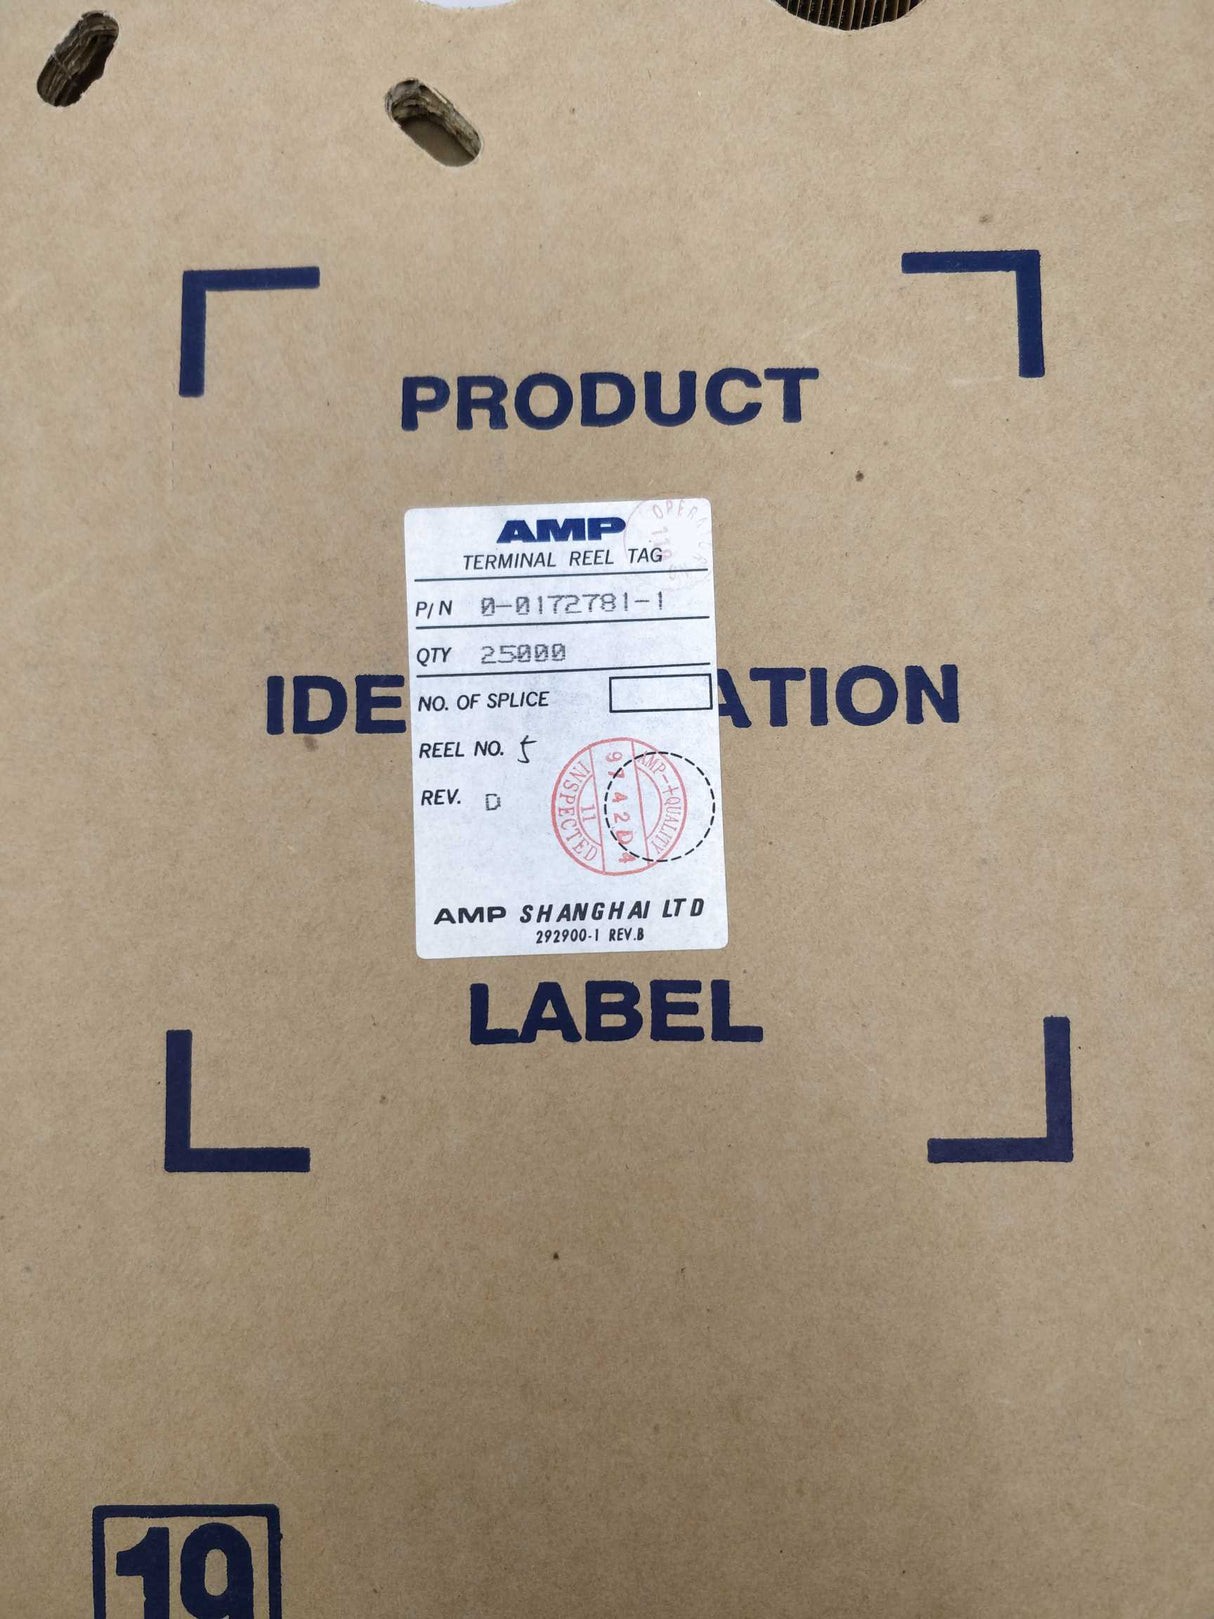 PRODUCT
AMP
TERMINAL REEL TAG
P/N 0-0172781-1
QTY 25000
IDE
ATION
NO. OF SPLICE
REEL NO. 5
REV. D
INSPECTED
11
AMP-+QUALITY
AMP SHANGHAI LTD
292900-1 REV.B
LABEL
19